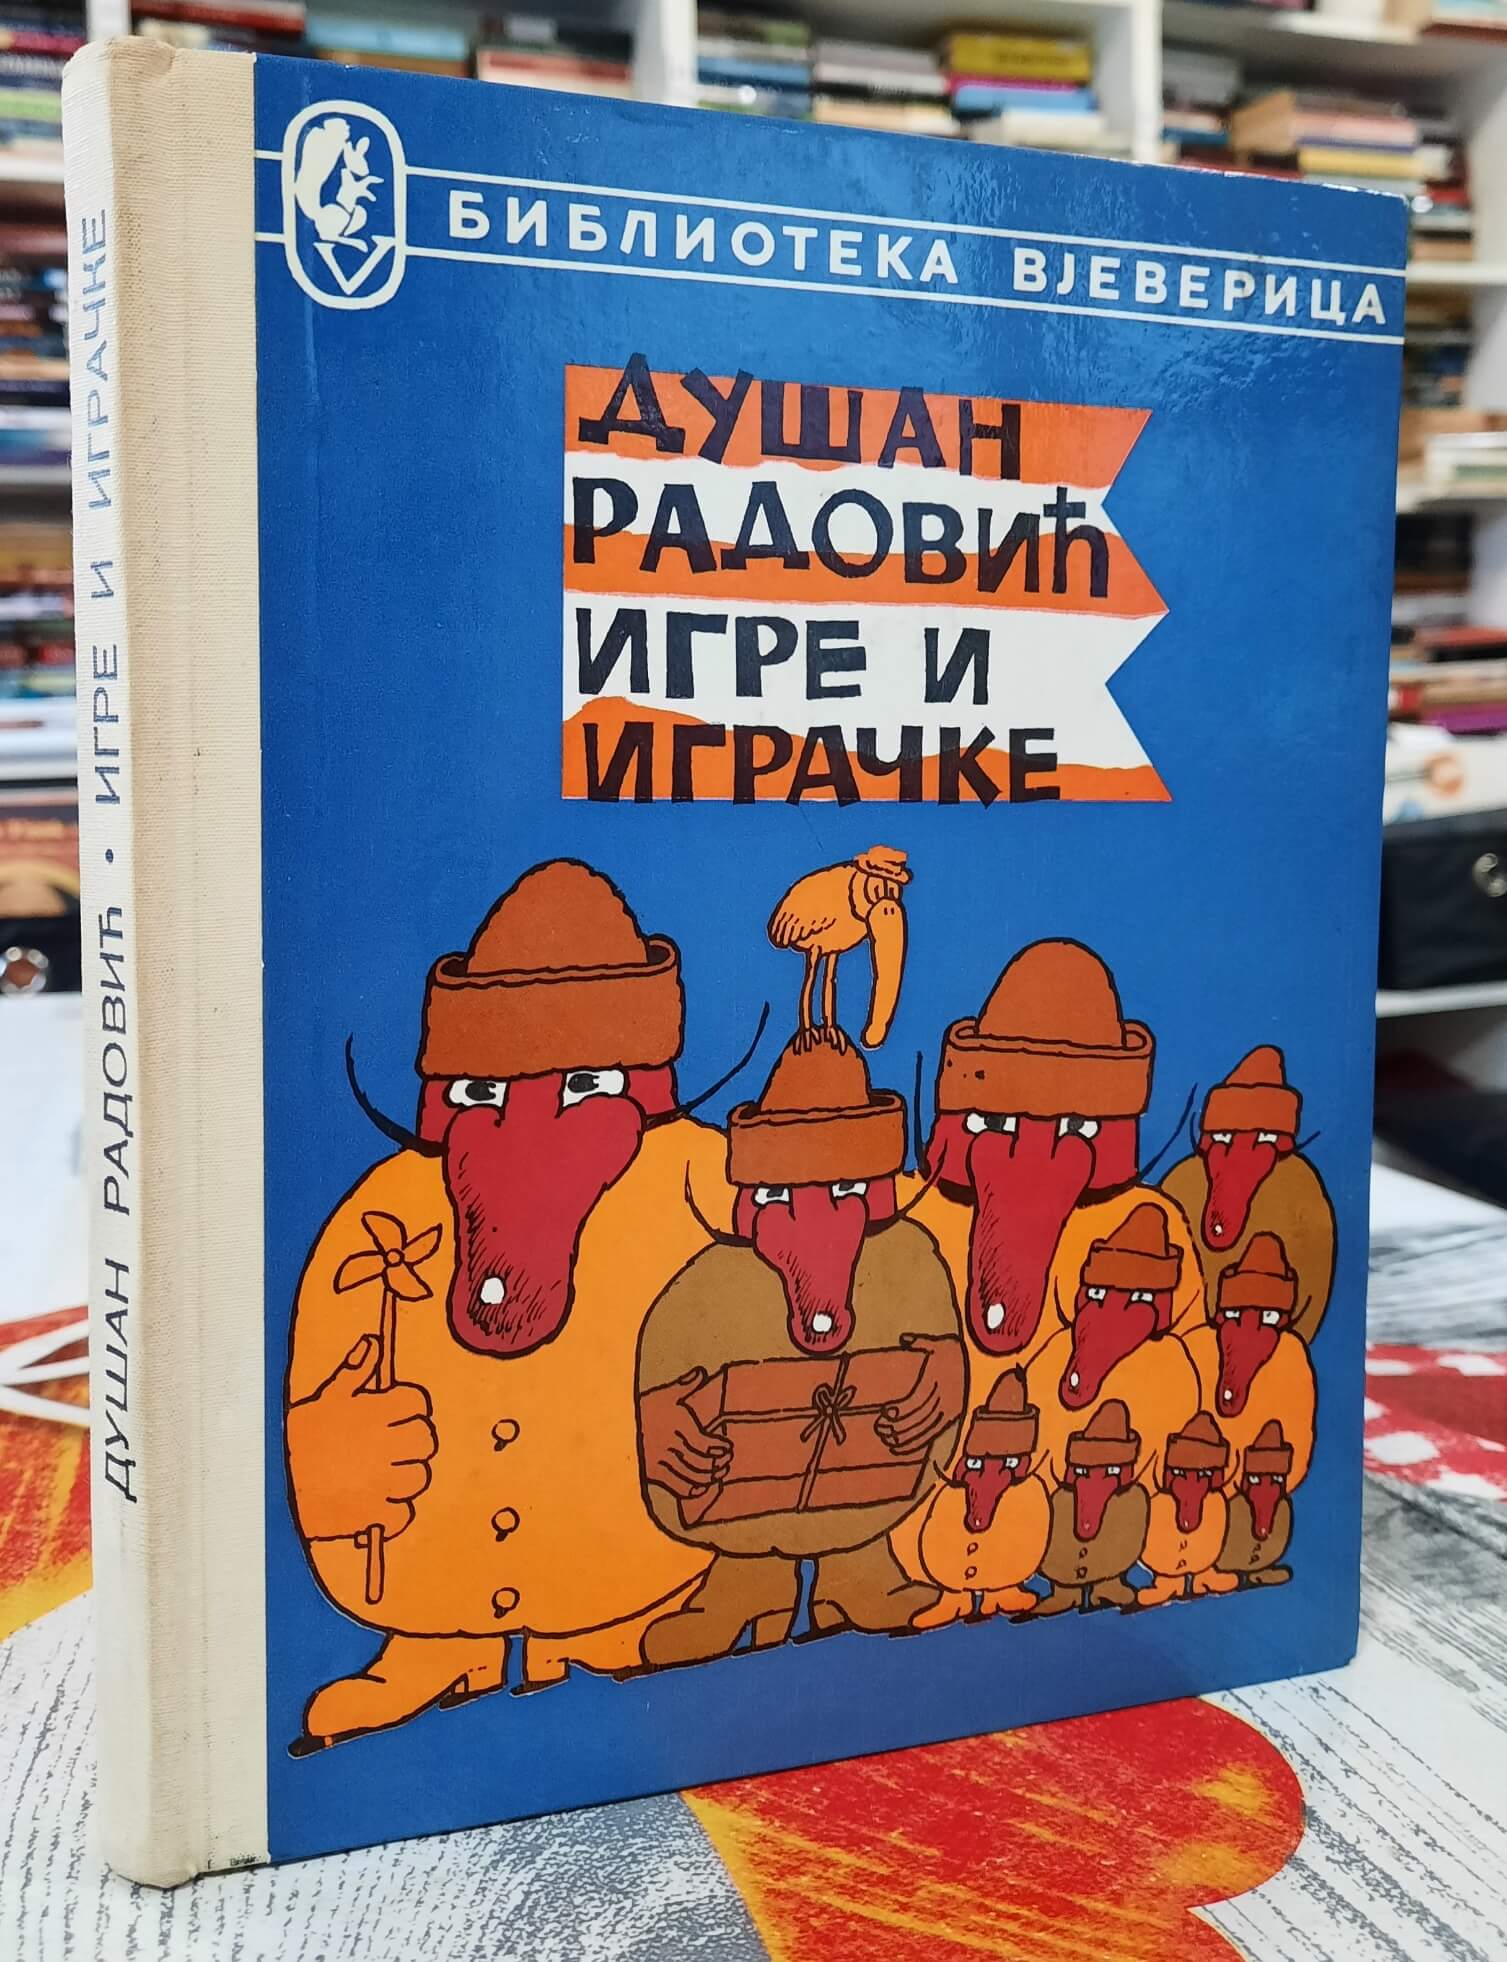 БИБЛИОТЕКА ВЈЕВЕРИЦА
ДУШАН
РАДОВИЋ
ИГРЕ И
ИГРАЧКЕ
ДУШАН РАДОВИЋ • ИГРЕ И ИГРАЧКЕ